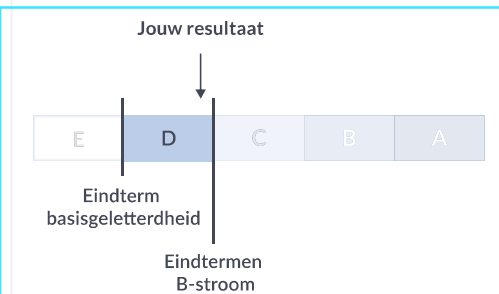 Jouw resultaat
E D C B A
Eindterm
basisgeletterdheid
Eindtermen
B-stroom